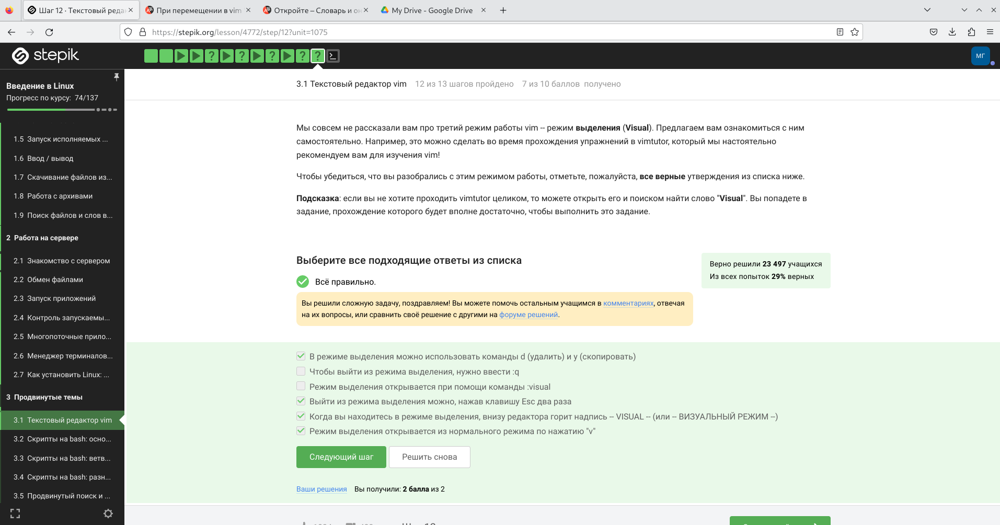 Шаг 12 · Текстовый реда
При перемещении в vim
Откройте – Словарь и он
My Drive - Google Drive
https://stepik.org/lesson/4772/step/12?unit=1075
stepik
МГ
Введение в Linux
Прогресс по курсу: 74/137
1.5 Запуск исполняемых ...
1.6 Ввод / вывод
1.7 Скачивание файлов из...
1.8 Работа с архивами
1.9 Поиск файлов и слов в...
2 Работа на сервере
2.1 Знакомство с сервером
2.2 Обмен файлами
2.3 Запуск приложений
2.4 Контроль запускаемы...
2.5 Многопоточные прило...
2.6 Менеджер терминалов...
2.7 Как установить Linux: ...
3 Продвинутые темы
3.1 Текстовый редактор vim
3.2 Скрипты на bash: осно...
3.3 Скрипты на bash: ветв...
3.4 Скрипты на bash: разн...
3.5 Продвинутый поиск и ...
3.1 Текстовый редактор vim 12 из 13 шагов пройдено 7 из 10 баллов получено
Мы совсем не рассказали вам про третий режим работы vim -- режим выделения (Visual). Предлагаем вам ознакомиться с ним
самостоятельно. Например, это можно сделать во время прохождения упражнений в vimtutor, который мы настоятельно
рекомендуем вам для изучения vim!
Чтобы убедиться, что вы разобрались с этим режимом работы, отметьте, пожалуйста, все верные утверждения из списка ниже.
Подсказка: если вы не хотите проходить vimtutor целиком, то можете открыть его и поиском найти слово "Visual". Вы попадете в
задание, прохождение которого будет вполне достаточно, чтобы выполнить это задание.
Выберите все подходящие ответы из списка
Верно решили 23 497 учащихся
Из всех попыток 29% верных
Всё правильно.
Вы решили сложную задачу, поздравляем! Вы можете помочь остальным учащимся в комментариях, отвечая
на их вопросы, или сравнить своё решение с другими на форуме решений.
В режиме выделения можно использовать команды d (удалить) и y (скопировать)
Чтобы выйти из режима выделения, нужно ввести :q
Режим выделения открывается при помощи команды :visual
Выйти из режима выделения можно, нажав клавишу Esc два раза
Когда вы находитесь в режиме выделения, внизу редактора горит надпись -- VISUAL -- (или -- ВИЗУАЛЬНЫЙ РЕЖИМ --)
Режим выделения открывается из нормального режима по нажатию "v"
Следующий шаг
Решить снова
Ваши решения Вы получили: 2 балла из 2